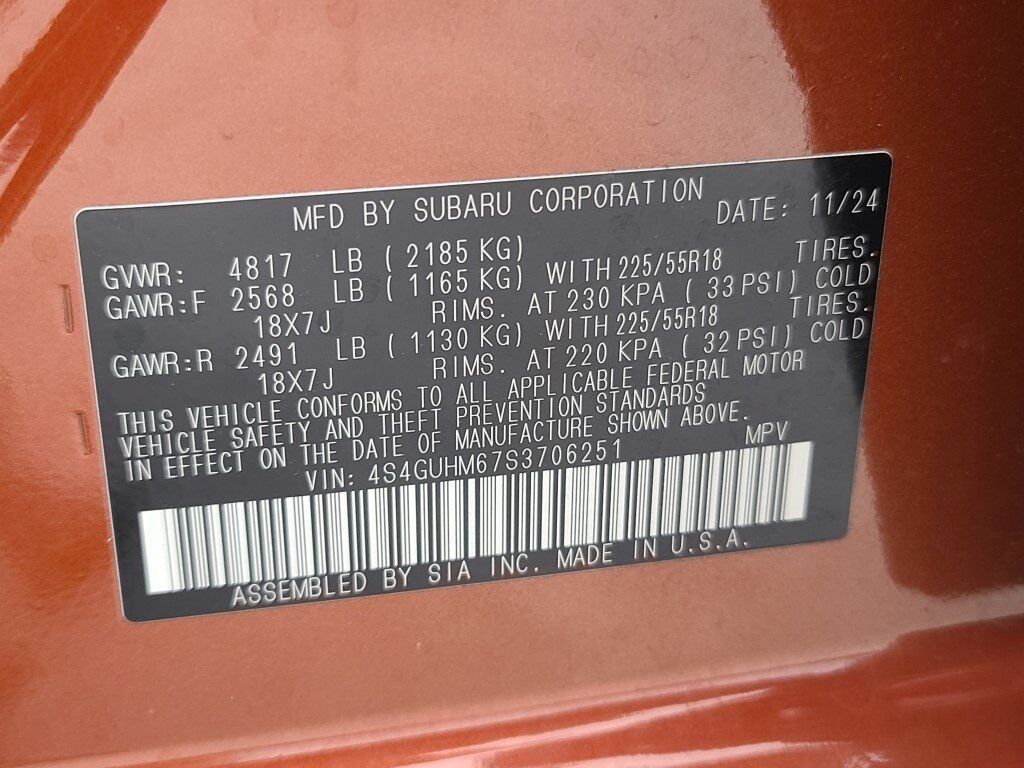 MFD BY SUBARU CORPORATION DATE: 11/24
GVWR: 4817 LB ( 2185 KG)
GAWR:F 2568 LB ( 1165 KG) WITH 225/55R18 TIRES.
18X7J RIMS. AT 230 KPA ( 33 PSI) COLD
GAWR:R 2491 LB ( 1130 KG) WITH 225/55R18 TIRES.
18X7J RIMS. AT 220 KPA ( 32 PSI) COLD
THIS VEHICLE CONFORMS TO ALL APPLICABLE FEDERAL MOTOR
VEHICLE SAFETY AND THEFT PREVENTION STANDARDS
IN EFFECT ON THE DATE OF MANUFACTURE SHOWN ABOVE.
VIN: 4S4GUHM67S3706251 MPV
ASSEMBLED BY SIA INC. MADE IN U.S.A.